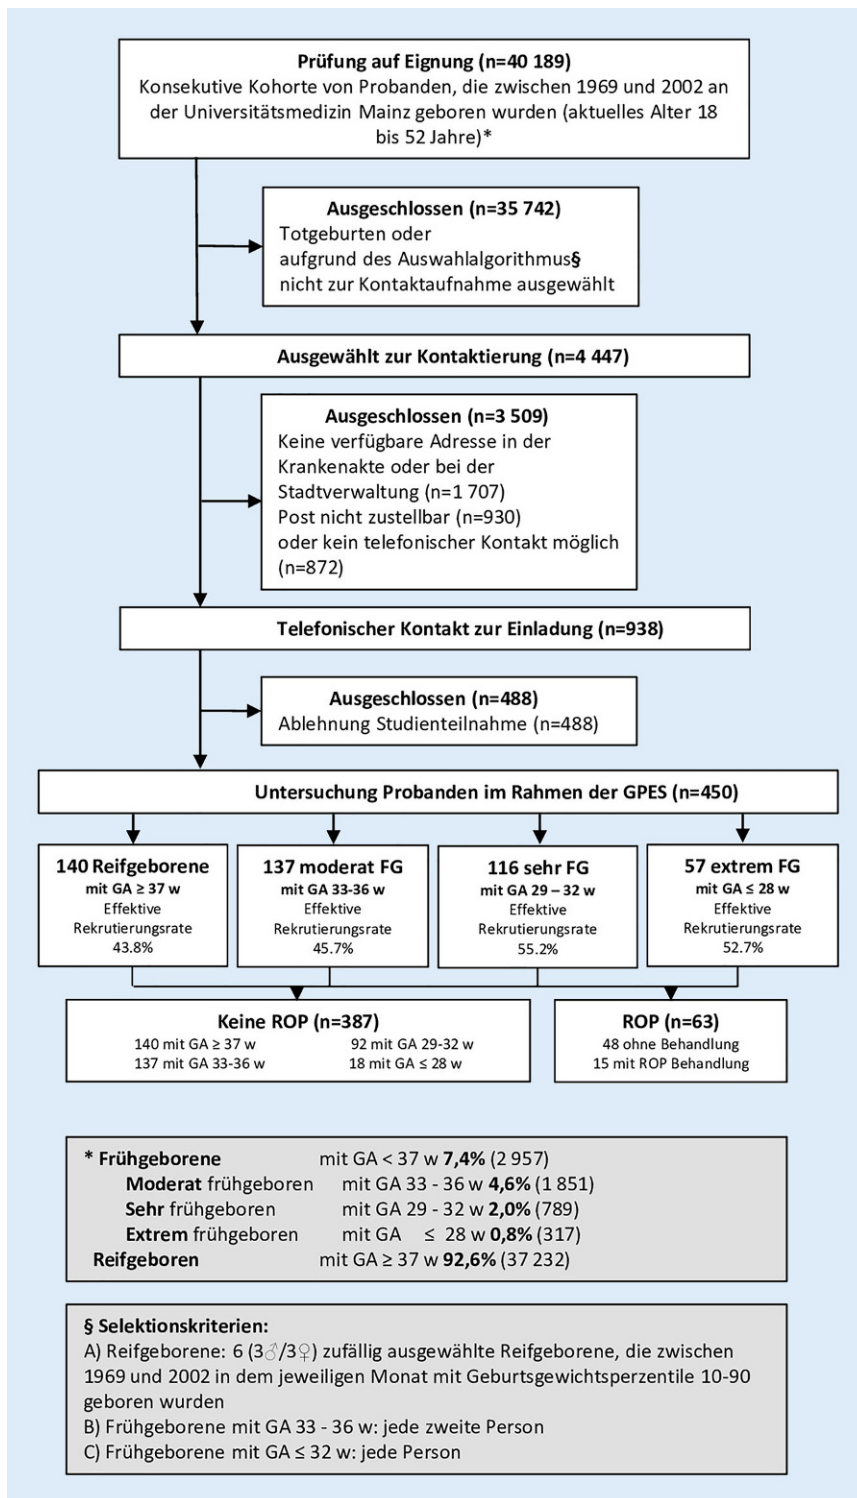 Prüfung auf Eignung (n=40 189)
Konsekutive Kohorte von Probanden, die zwischen 1969 und 2002 an
der Universitätsmedizin Mainz geboren wurden (aktuelles Alter 18
bis 52 Jahre)*
Ausgeschlossen (n=35 742)
Totgeburten oder
aufgrund des Auswahlalgorithmus§
nicht zur Kontaktaufnahme ausgewählt
Ausgewählt zur Kontaktierung (n=4 447)
Ausgeschlossen (n=3 509)
Keine verfügbare Adresse in der
Krankenakte oder bei der
Stadtverwaltung (n=1 707)
Post nicht zustellbar (n=930)
oder kein telefonischer Kontakt möglich
(n=872)
Telefonischer Kontakt zur Einladung (n=938)
Ausgeschlossen (n=488)
Ablehnung Studienteilnahme (n=488)
Untersuchung Probanden im Rahmen der GPES (n=450)
140 Reifgeborene
mit GA ≥ 37 w
Effektive
Rekrutierungsrate
43.8%
137 moderat FG
mit GA 33-36 w
Effektive
Rekrutierungsrate
45.7%
116 sehr FG
mit GA 29 – 32 w
Effektive
Rekrutierungsrate
55.2%
57 extrem FG
mit GA ≤ 28 w
Effektive
Rekrutierungsrate
52.7%
Keine ROP (n=387)
140 mit GA ≥ 37 w 92 mit GA 29-32 w
137 mit GA 33-36 w 18 mit GA ≤ 28 w
ROP (n=63)
48 ohne Behandlung
15 mit ROP Behandlung
* Frühgeborene mit GA < 37 w 7,4% (2 957)
Moderat frühgeboren mit GA 33 - 36 w 4,6% (1 851)
Sehr frühgeboren mit GA 29 - 32 w 2,0% (789)
Extrem frühgeboren mit GA ≤ 28 w 0,8% (317)
Reifgeboren mit GA ≥ 37 w 92,6% (37 232)
§ Selektionskriterien:
A) Reifgeborene: 6 (3♂/3♀) zufällig ausgewählte Reifgeborene, die zwischen
1969 und 2002 in dem jeweiligen Monat mit Geburtsgewichtsperzentile 10-90
geboren wurden
B) Frühgeborene mit GA 33 - 36 w: jede zweite Person
C) Frühgeborene mit GA ≤ 32 w: jede Person